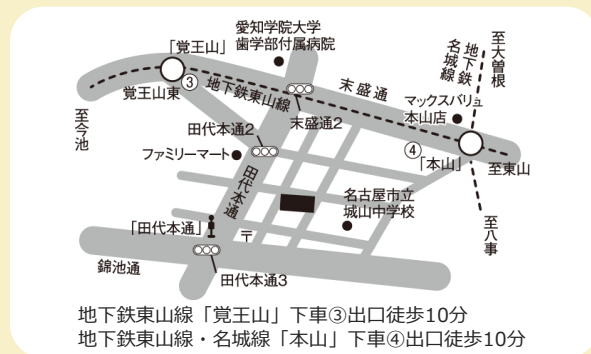 愛知学院大学
歯学部付属病院
「覚王山」
③
覚王山東
地下鉄東山線
末盛通
地下鉄
名城線
至大曽根
マックスバリュ
本山店
至今池
田代本通2
末盛通2
④
「本山」
至東山
ファミリーマート
田代本通
名古屋市立
城山中学校
至八事
「田代本通」
〒
錦池通
田代本通3
地下鉄東山線「覚王山」下車③出口徒歩10分
地下鉄東山線・名城線「本山」下車④出口徒歩10分